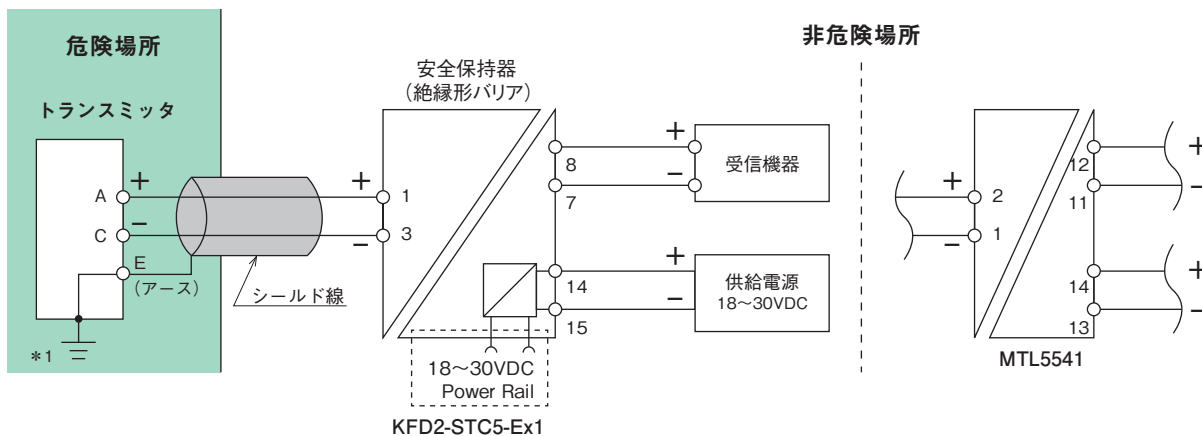 危険場所
トランスミッタ
A
+
C
−
E
(アース)
*1
シールド線
安全保持器
(絶縁形バリア)
+
1
−
3
8
+
7
−
受信機器
14
+
15
−
供給電源
18〜30VDC
18〜30VDC
Power Rail
KFD2-STC5-Ex1
非危険場所
+
2
−
1
12
+
11
−
14
+
13
−
MTL5541